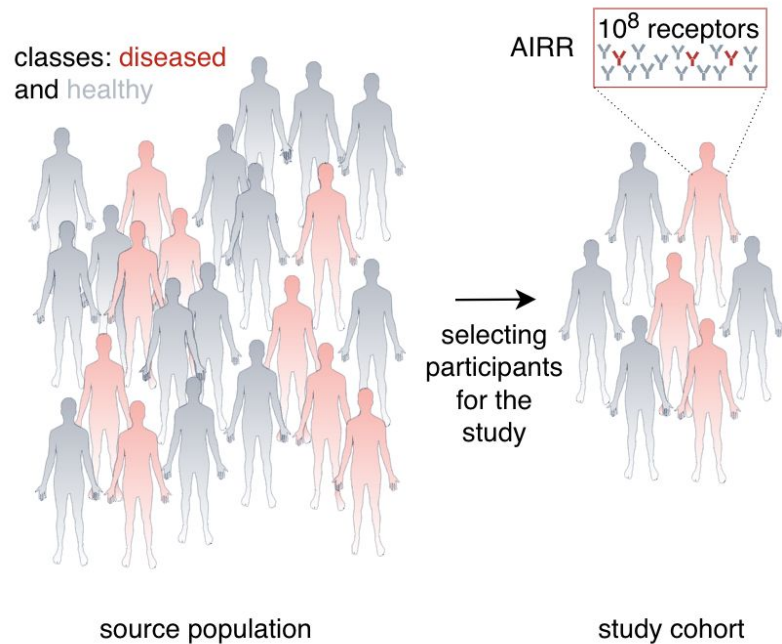 classes: diseased
and healthy
AIRR
10⁸ receptors
selecting
participants
for the
study
source population
study cohort